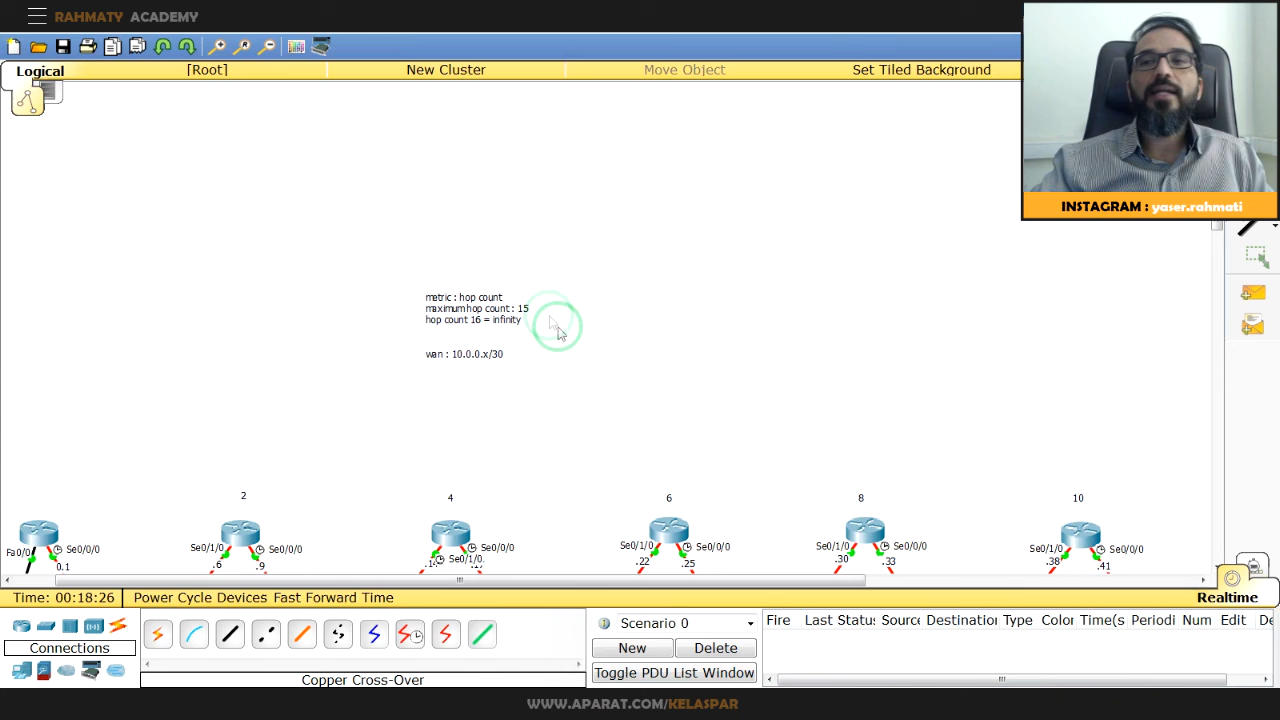 RAHMATY ACADEMY
Logical
[Root]
New Cluster
Move Object
Set Tiled Background
INSTAGRAM : yaser.rahmati
metric : hop count
maximum hop count : 15
hop count 16 = infinity
wan : 10.0.0.x/30
2
4
6
8
10
Fa0/0
Se0/0/0
0.1
Se0/1/0
Se0/0/0
.6
.9
Se0/0/0
Se0/1/0
Se0/1/0
Se0/0/0
.22
.25
Se0/1/0
Se0/0/0
.30
.33
Se0/1/0
Se0/0/0
.38
.41
Time: 00:18:26
Power Cycle Devices Fast Forward Time
Realtime
Connections
Copper Cross-Over
Scenario 0
New
Delete
Toggle PDU List Window
Fire
Last Status
Source
Destination
Type
Color
Time(s
Periodi
Num
Edit
De
WWW.APARAT.COM/KELASPAR